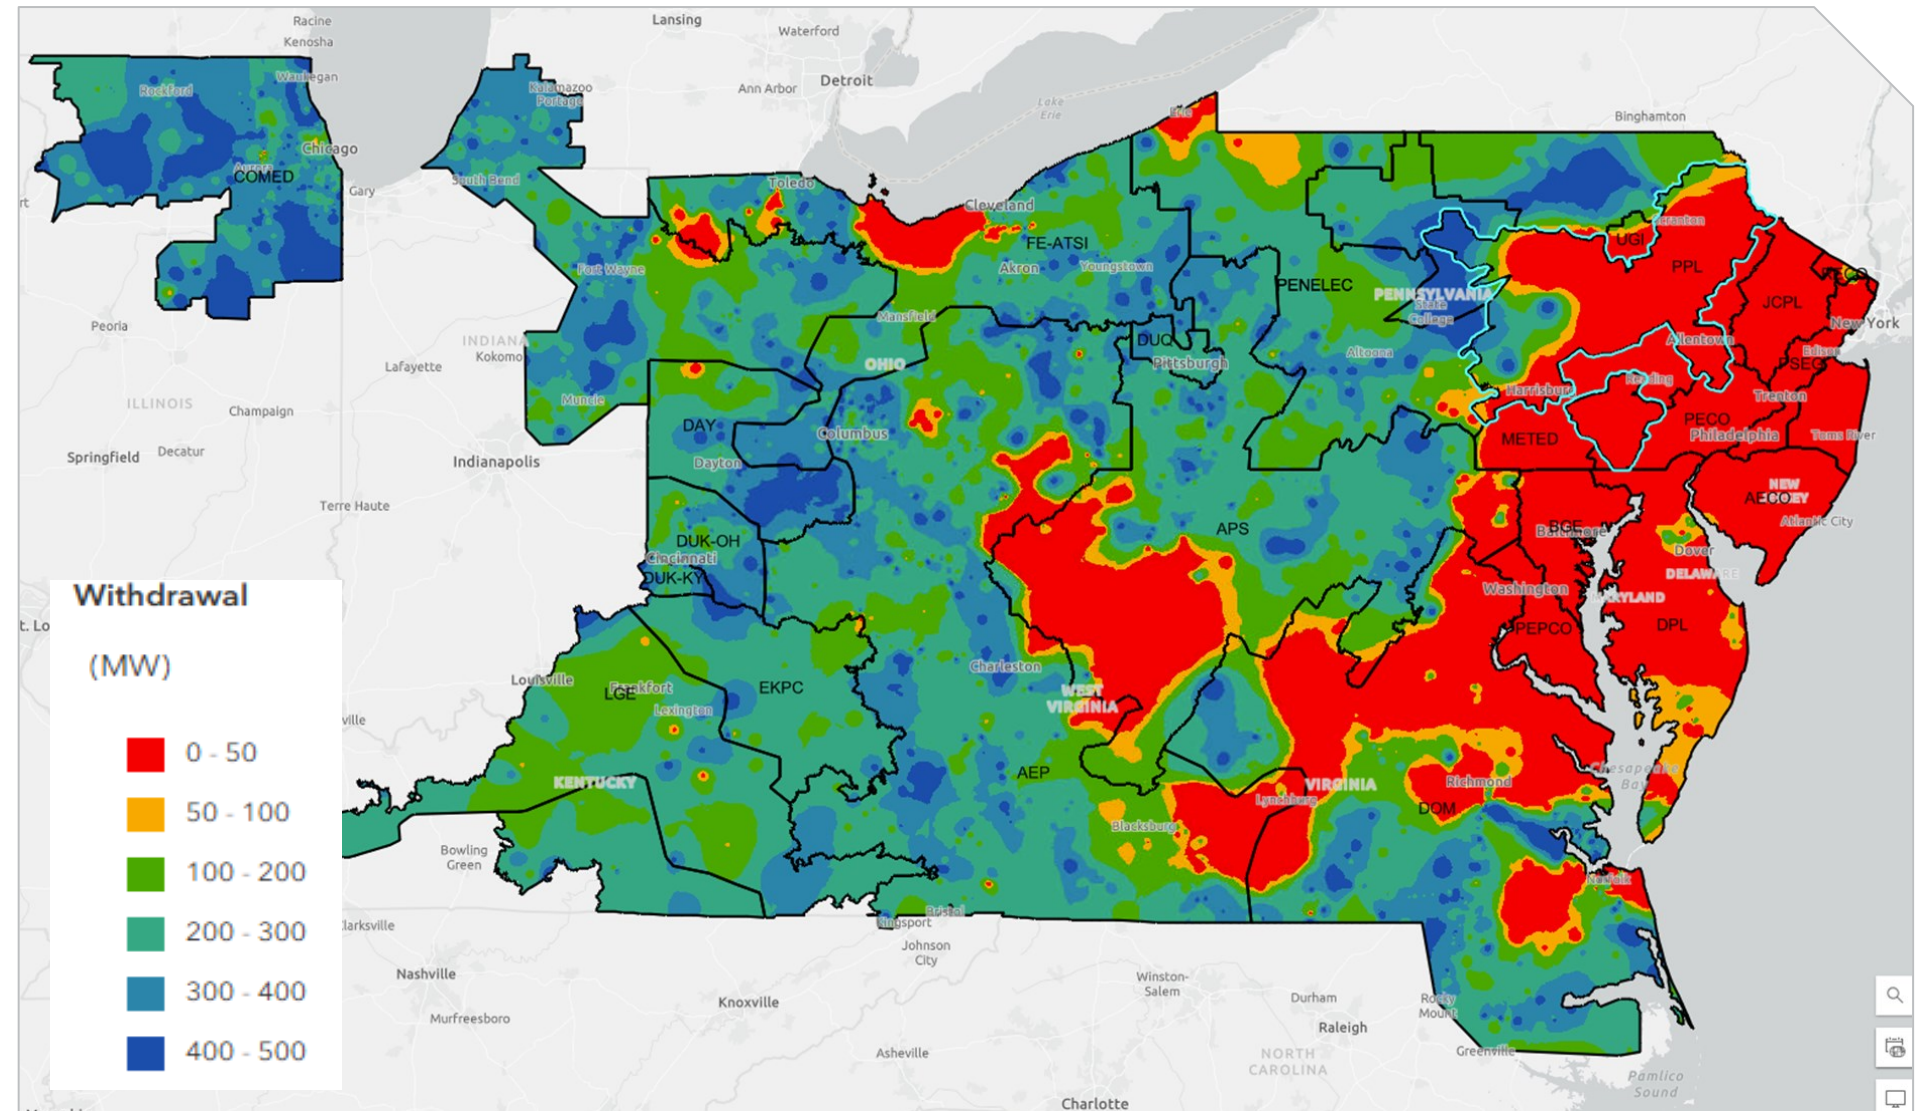 Racine
Kenosha
Lansing
Waterford
Waukegan
Rockford
Kalamazoo
Portage
Ann Arbor
Detroit
Lake
Erie
Erie
Binghamton
Chicago
Aurora
COMED
Gary
South Bend
Toledo
Cleveland
Scranton
UGI
PPL
FE-ATSI
Akron
Youngstown
Fort Wayne
PENELEC
PENNSYLVANIA
State
College
JCPL
New York
Peoria
Mansfield
INDIANA
Kokomo
Lafayette
OHIO
DUQ
Pittsburgh
Altoona
Allentown
Edison
PSEG
Reading
Harrisburg
Trenton
ILLINOIS
Champaign
Muncie
DAY
Columbus
Dayton
METED
PECO
Philadelphia
Toms River
Springfield
Decatur
Indianapolis
NEW
JERSEY
AECO
Atlantic City
Terre Haute
APS
BGE
Baltimore
Dover
DELAWARE
DUK-OH
Cincinnati
DUK-KY
Washington
MARYLAND
PEPCO
DPL
t. Lo
Withdrawal
(MW)
0 - 50
50 - 100
100 - 200
200 - 300
300 - 400
400 - 500
Louisville
Frankfort
LGE
Lexington
EKPC
Charleston
WEST
VIRGINIA
ville
KENTUCKY
AEP
VIRGINIA
Richmond
Chesapeake
Bay
Lynchburg
DOM
Blacksburg
Bowling
Green
Norfolk
Clarksville
Kingsport
Bristol
Johnson
City
Nashville
Knoxville
Murfreesboro
Winston-
Salem
Durham
Raleigh
Rocky
Mount
Greenville
Asheville
NORTH
CAROLINA
Pamlico
Sound
Charlotte